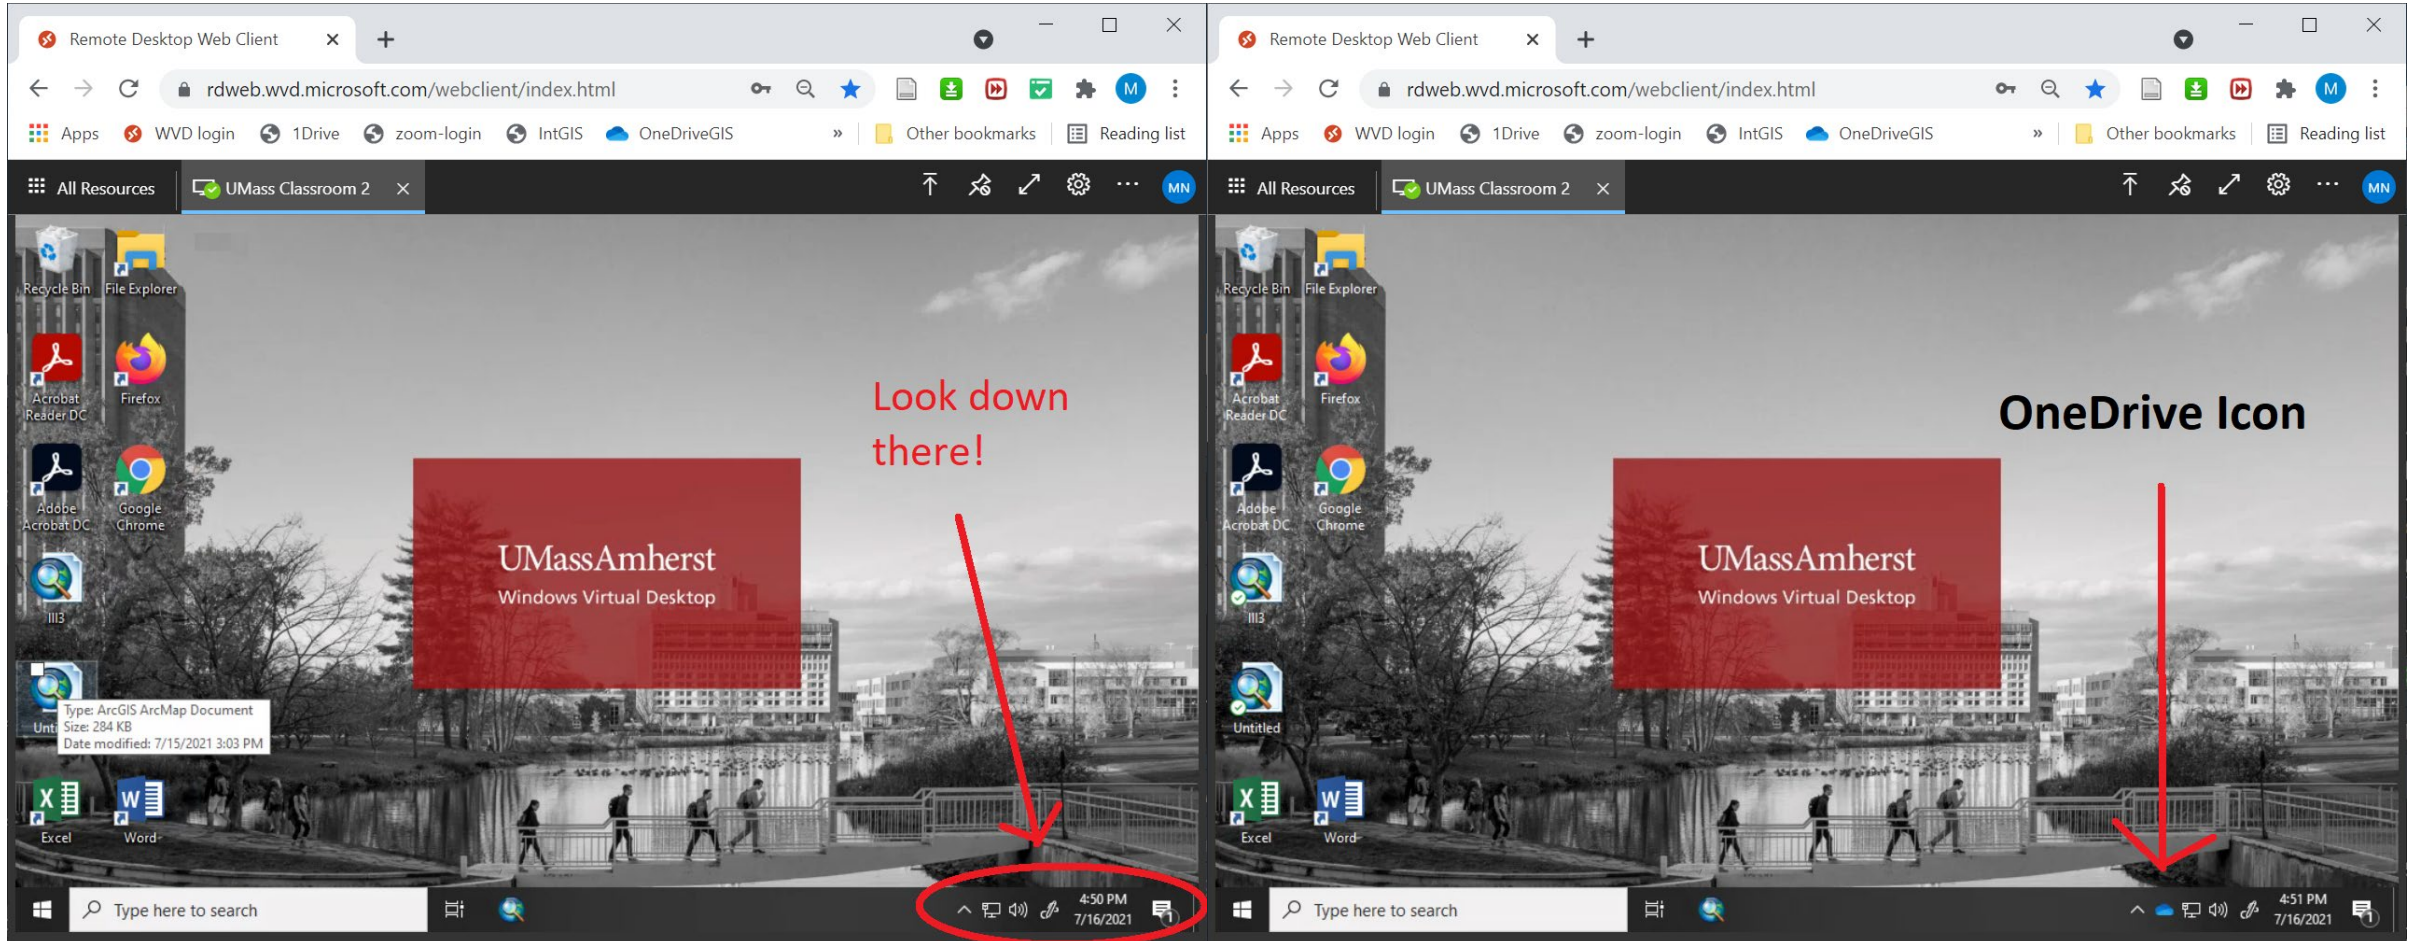 Remote Desktop Web Client
rdweb.wvd.microsoft.com/webclient/index.html
M
Apps WVD login 1Drive zoom-login IntGIS OneDriveGIS » Other bookmarks Reading list
All Resources UMass Classroom 2 MN
Recycle Bin File Explorer
Acrobat Reader DC Firefox
Adobe Acrobat DC Google Chrome
III3
Unti
Type: ArcGIS ArcMap Document
Size: 284 KB
Date modified: 7/15/2021 3:03 PM
Excel Word
Look down
there!
UMassAmherst
Windows Virtual Desktop
Type here to search
4:50 PM
7/16/2021
1
Remote Desktop Web Client
rdweb.wvd.microsoft.com/webclient/index.html
M
Apps WVD login 1Drive zoom-login IntGIS OneDriveGIS » Other bookmarks Reading list
All Resources UMass Classroom 2 MN
Recycle Bin File Explorer
Acrobat Reader DC Firefox
Adobe Acrobat DC Google Chrome
III3
Untitled
Excel Word
OneDrive Icon
UMassAmherst
Windows Virtual Desktop
Type here to search
4:51 PM
7/16/2021
1